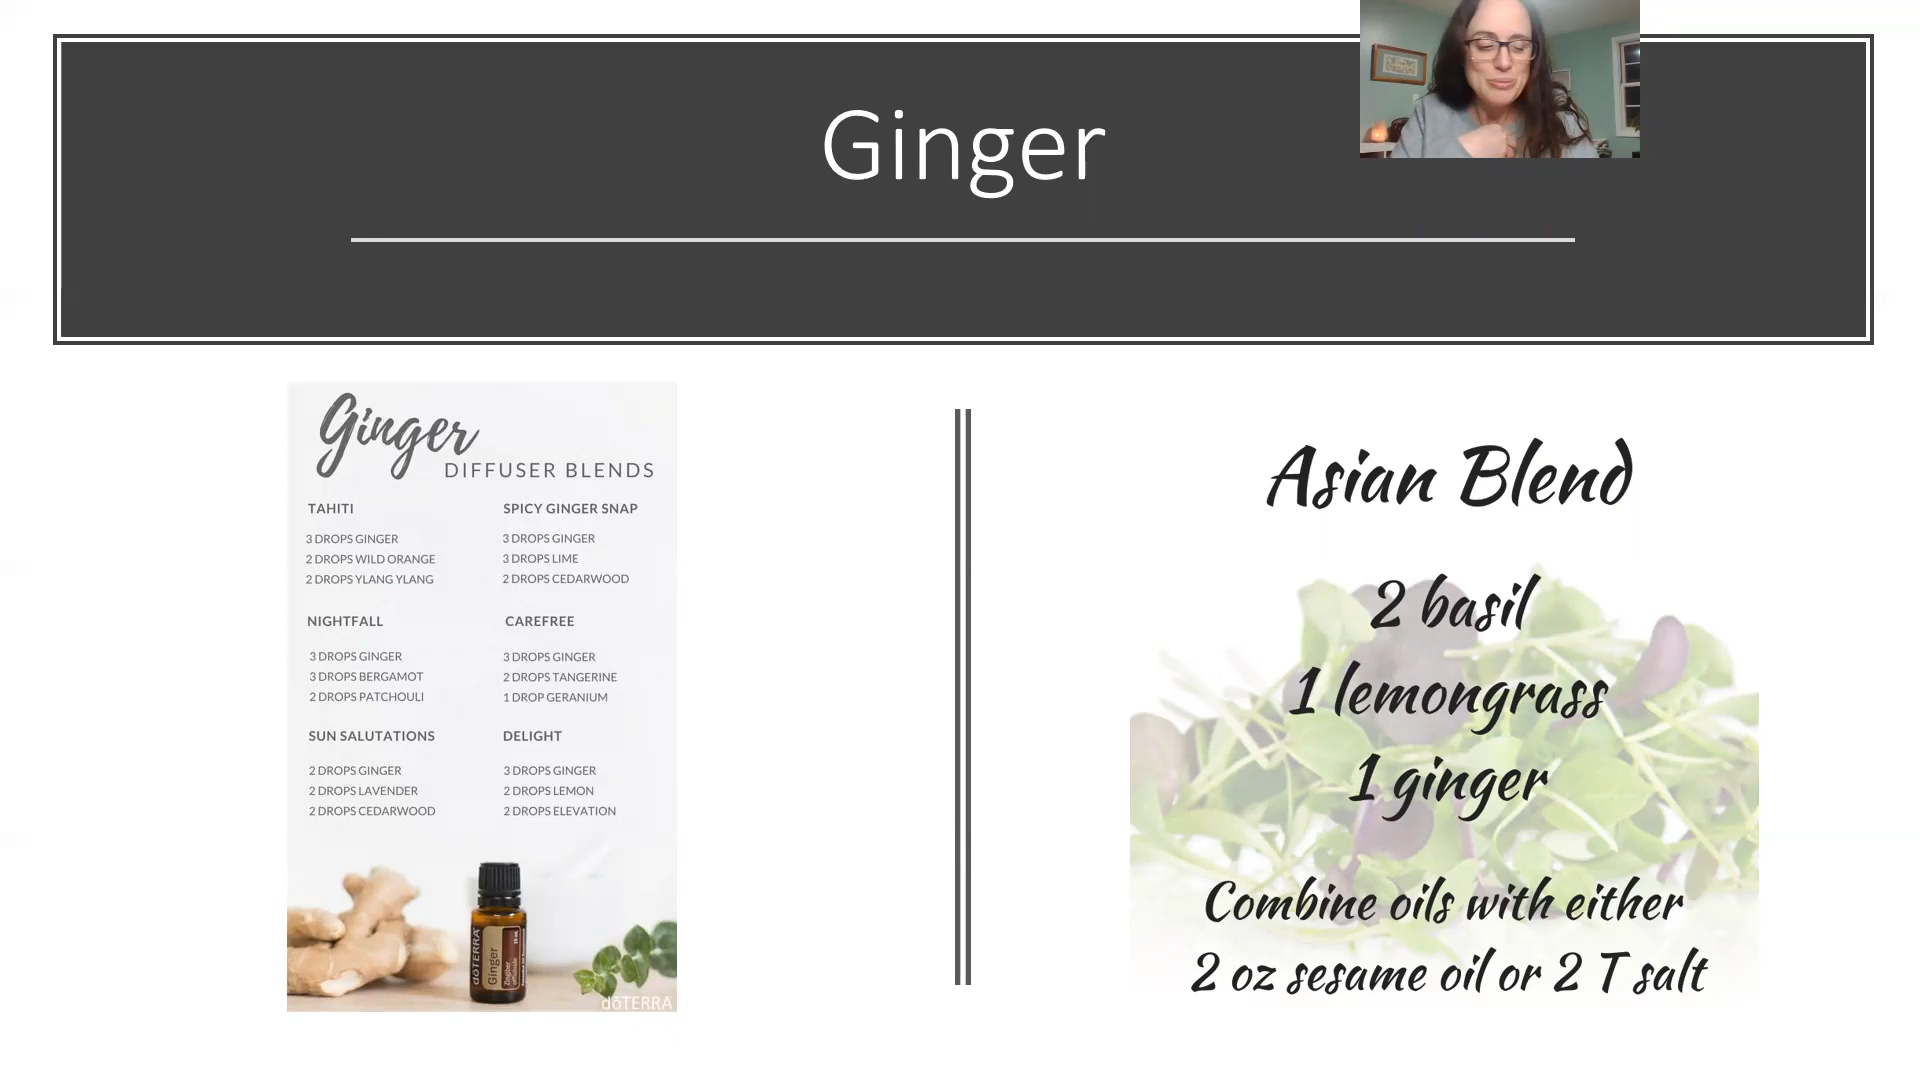 Ginger
Ginger
DIFFUSER BLENDS
TAHITI
3 DROPS GINGER
2 DROPS WILD ORANGE
2 DROPS YLANG YLANG
SPICY GINGER SNAP
3 DROPS GINGER
3 DROPS LIME
2 DROPS CEDARWOOD
NIGHTFALL
3 DROPS GINGER
3 DROPS BERGAMOT
2 DROPS PATCHOULI
CAREFREE
3 DROPS GINGER
2 DROPS TANGERINE
1 DROP GERANIUM
SUN SALUTATIONS
2 DROPS GINGER
2 DROPS LAVENDER
2 DROPS CEDARWOOD
DELIGHT
3 DROPS GINGER
2 DROPS LEMON
2 DROPS ELEVATION
dōTERRA
Ginger
dōTERRA
Asian Blend
2 basil
1 lemongrass
1 ginger
Combine oils with either
2 oz sesame oil or 2 T salt